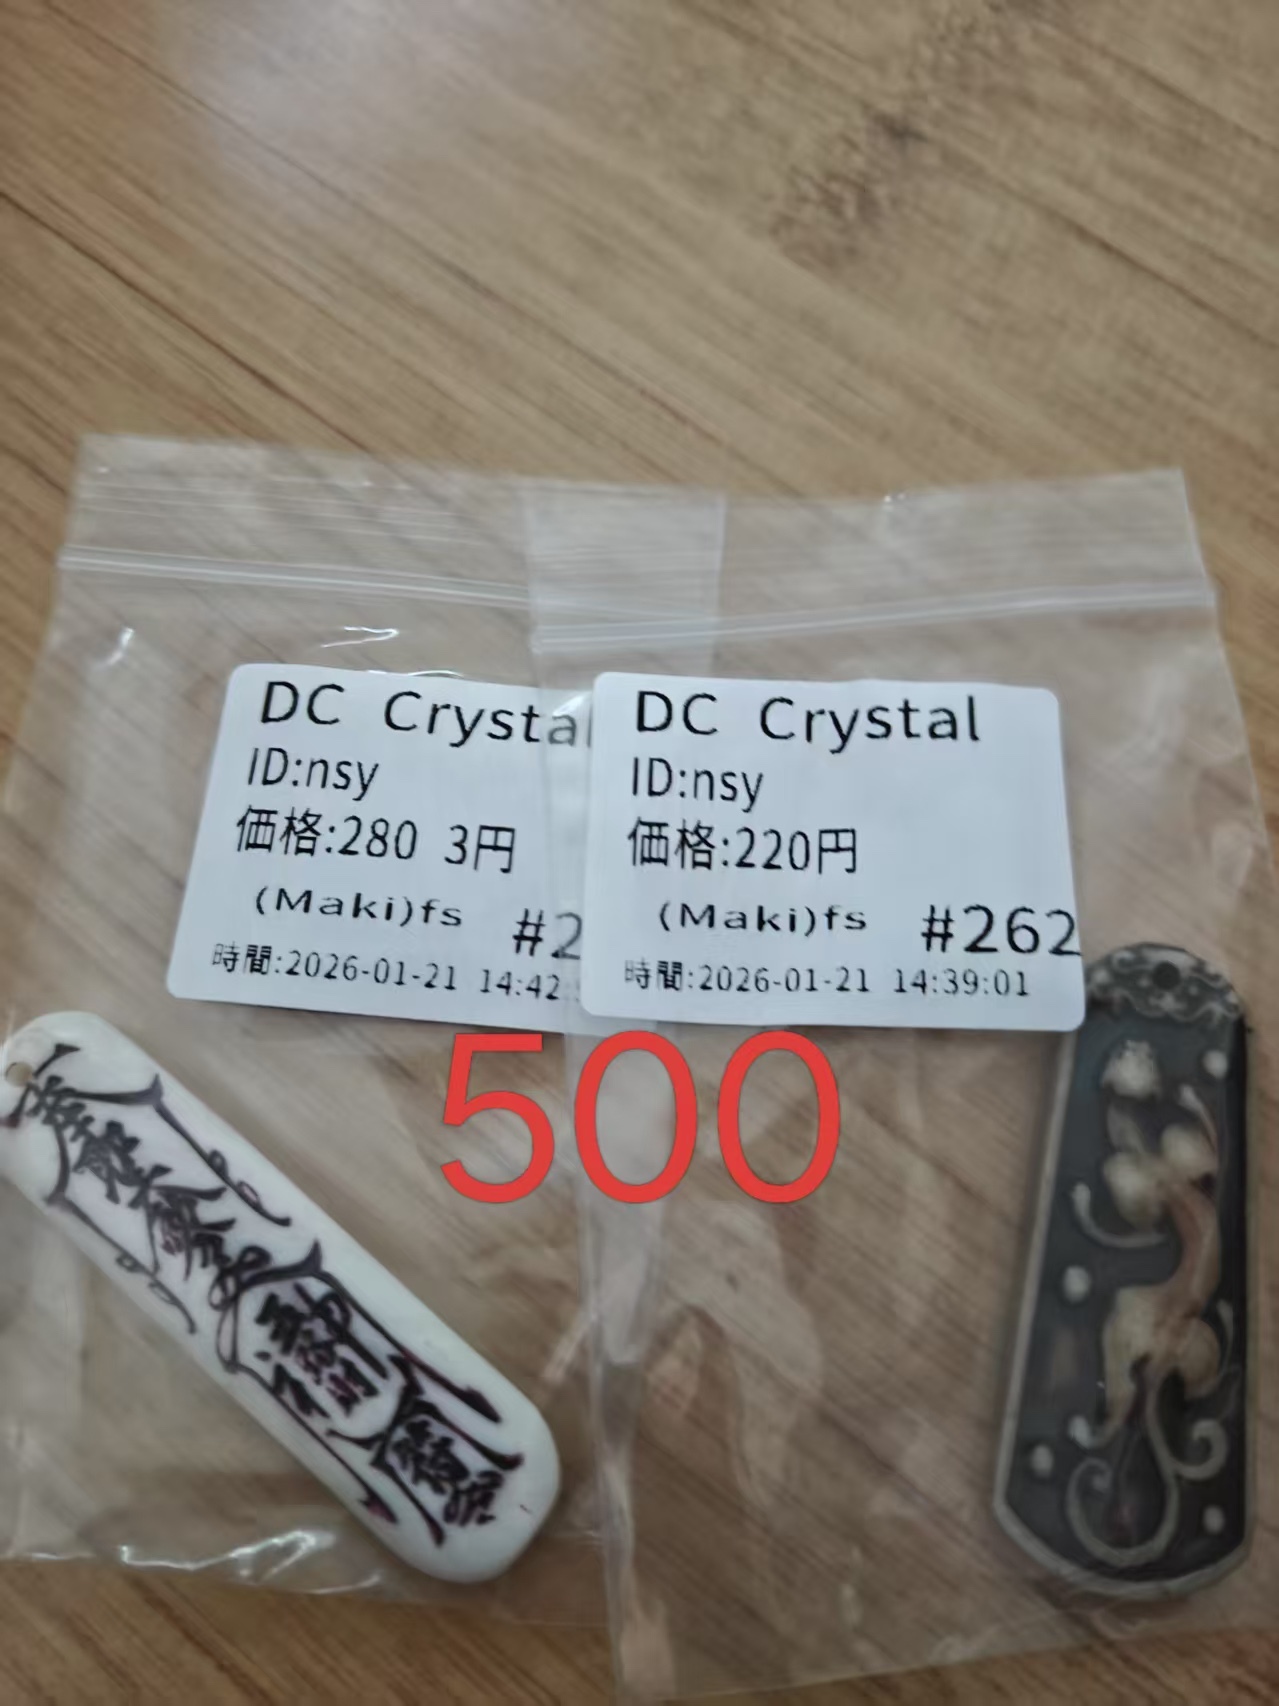 DC Crystal
ID:nsy
価格:280 3円
(Maki)fs #2
時間:2026-01-21 14:42
DC Crystal
ID:nsy
価格:220円
(Maki)fs #262
時間:2026-01-21 14:39:01
500